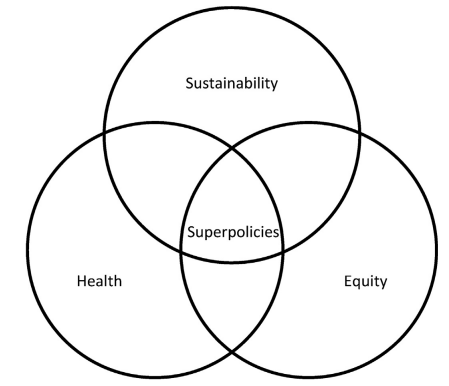 Sustainability
Superpolicies
Health
Equity